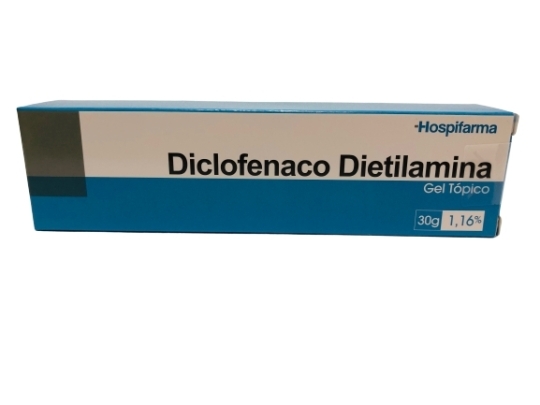 Hospifarma
Diclofenaco Dietilamina
Gel Tópico
30g 1,16%